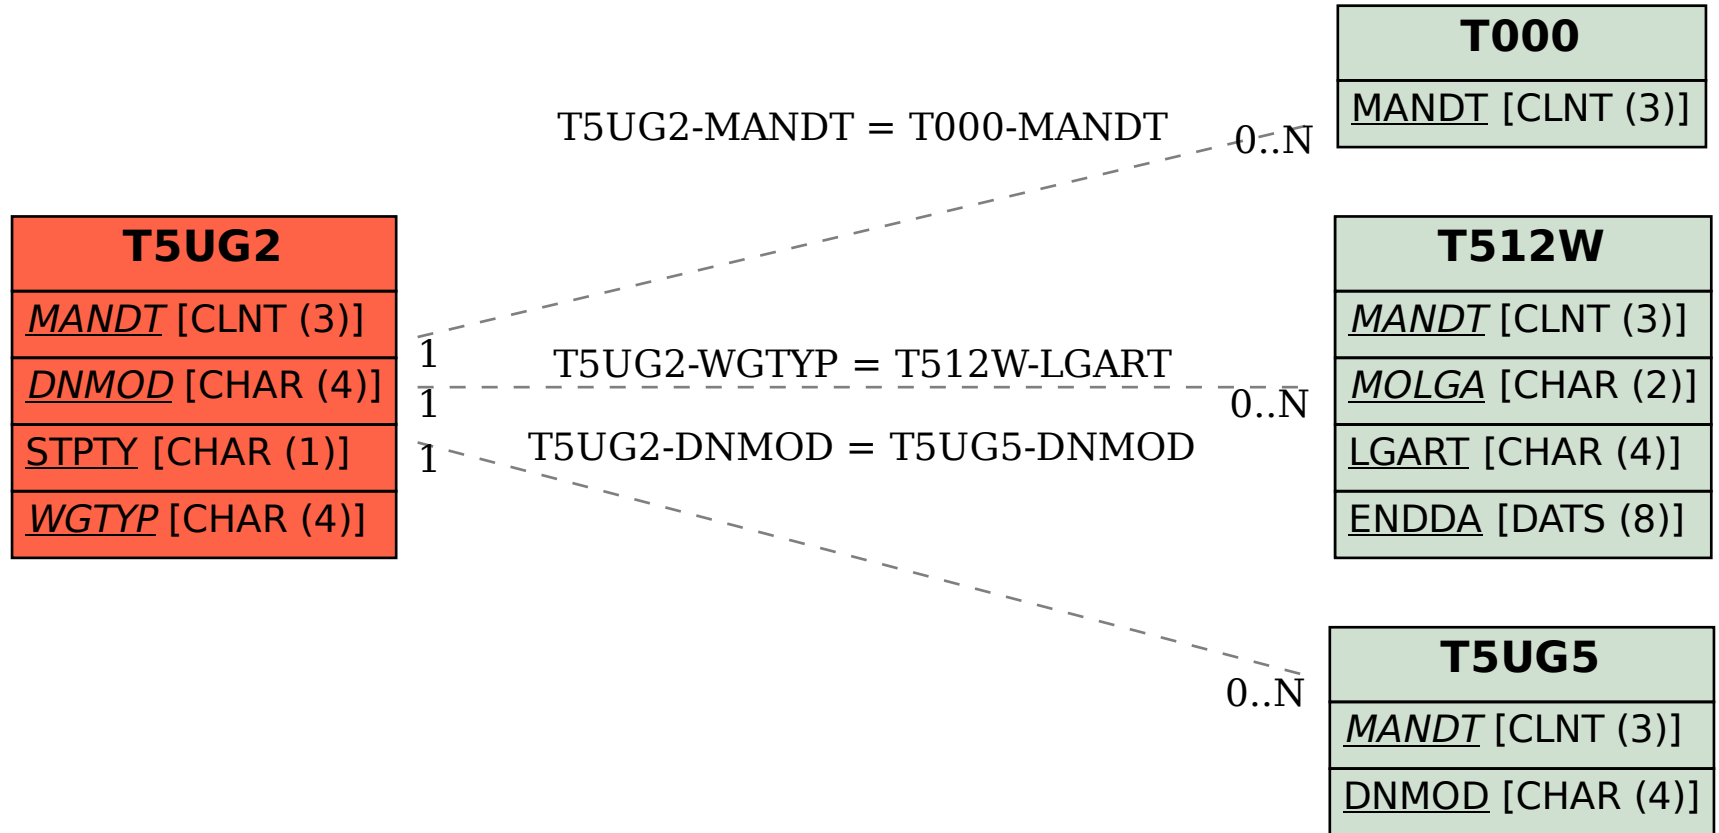 T000
MANDT [CLNT (3)]
T5UG2-MANDT = T000-MANDT
0..N
T5UG2
MANDT [CLNT (3)]
DNMOD [CHAR (4)]
STPTY [CHAR (1)]
WGTYP [CHAR (4)]
1
T5UG2-WGTYP = T512W-LGART
1
0..N
T5UG2-DNMOD = T5UG5-DNMOD
1
T512W
MANDT [CLNT (3)]
MOLGA [CHAR (2)]
LGART [CHAR (4)]
ENDDA [DATS (8)]
0..N
T5UG5
MANDT [CLNT (3)]
DNMOD [CHAR (4)]